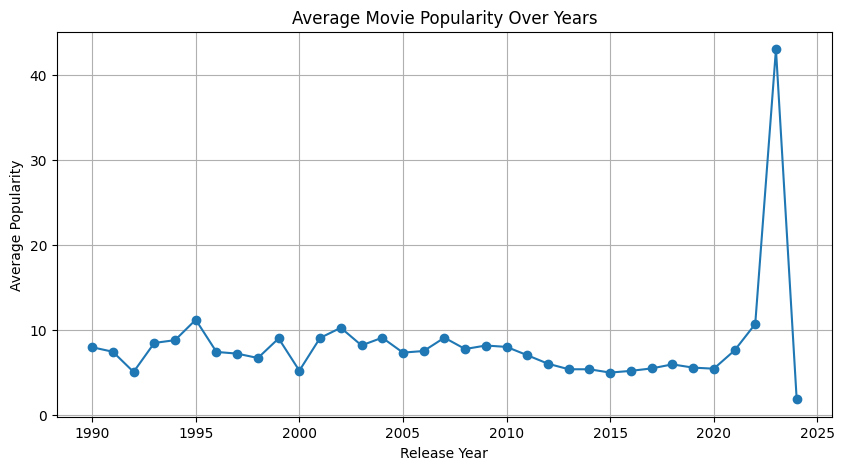 Average Movie Popularity Over Years
40
30
20
10
0
Average Popularity
1990 1995 2000 2005 2010 2015 2020 2025
Release Year